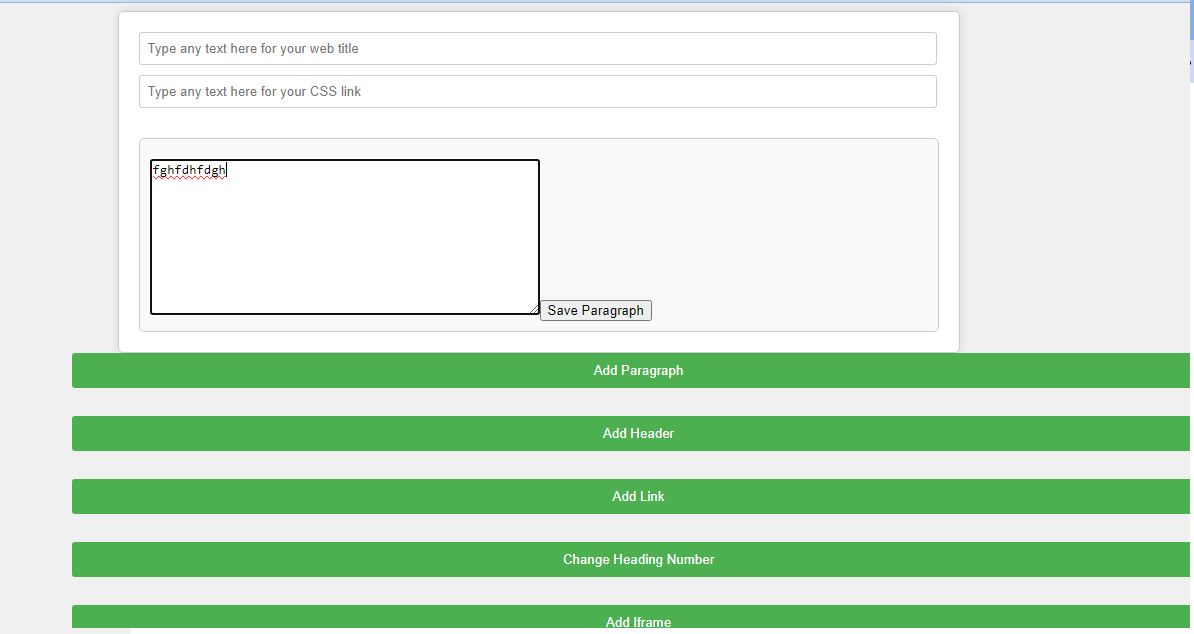 Type any text here for your web title
Type any text here for your CSS link
fghfdhfdgh
Save Paragraph
Add Paragraph
Add Header
Add Link
Change Heading Number
Add Iframe